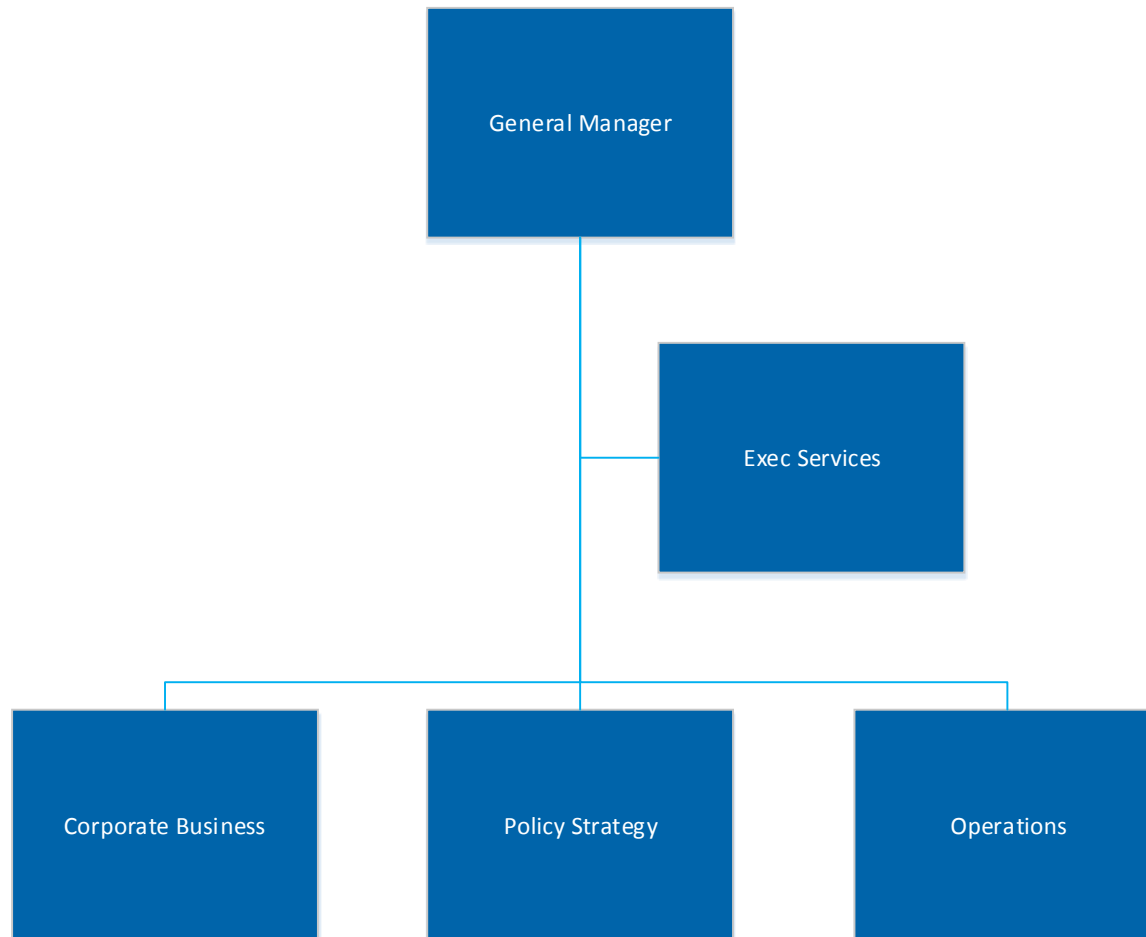 General Manager
Exec Services
Corporate Business
Policy Strategy
Operations